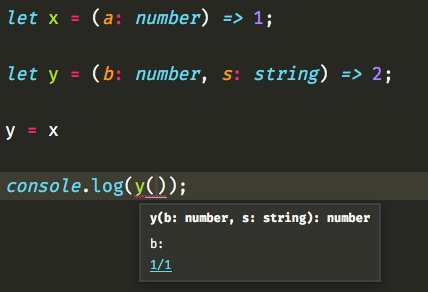 let x = (a: number) => 1;
let y = (b: number, s: string) => 2;
y = x
console.log(y());
y(b: number, s: string): number
b:
1/1